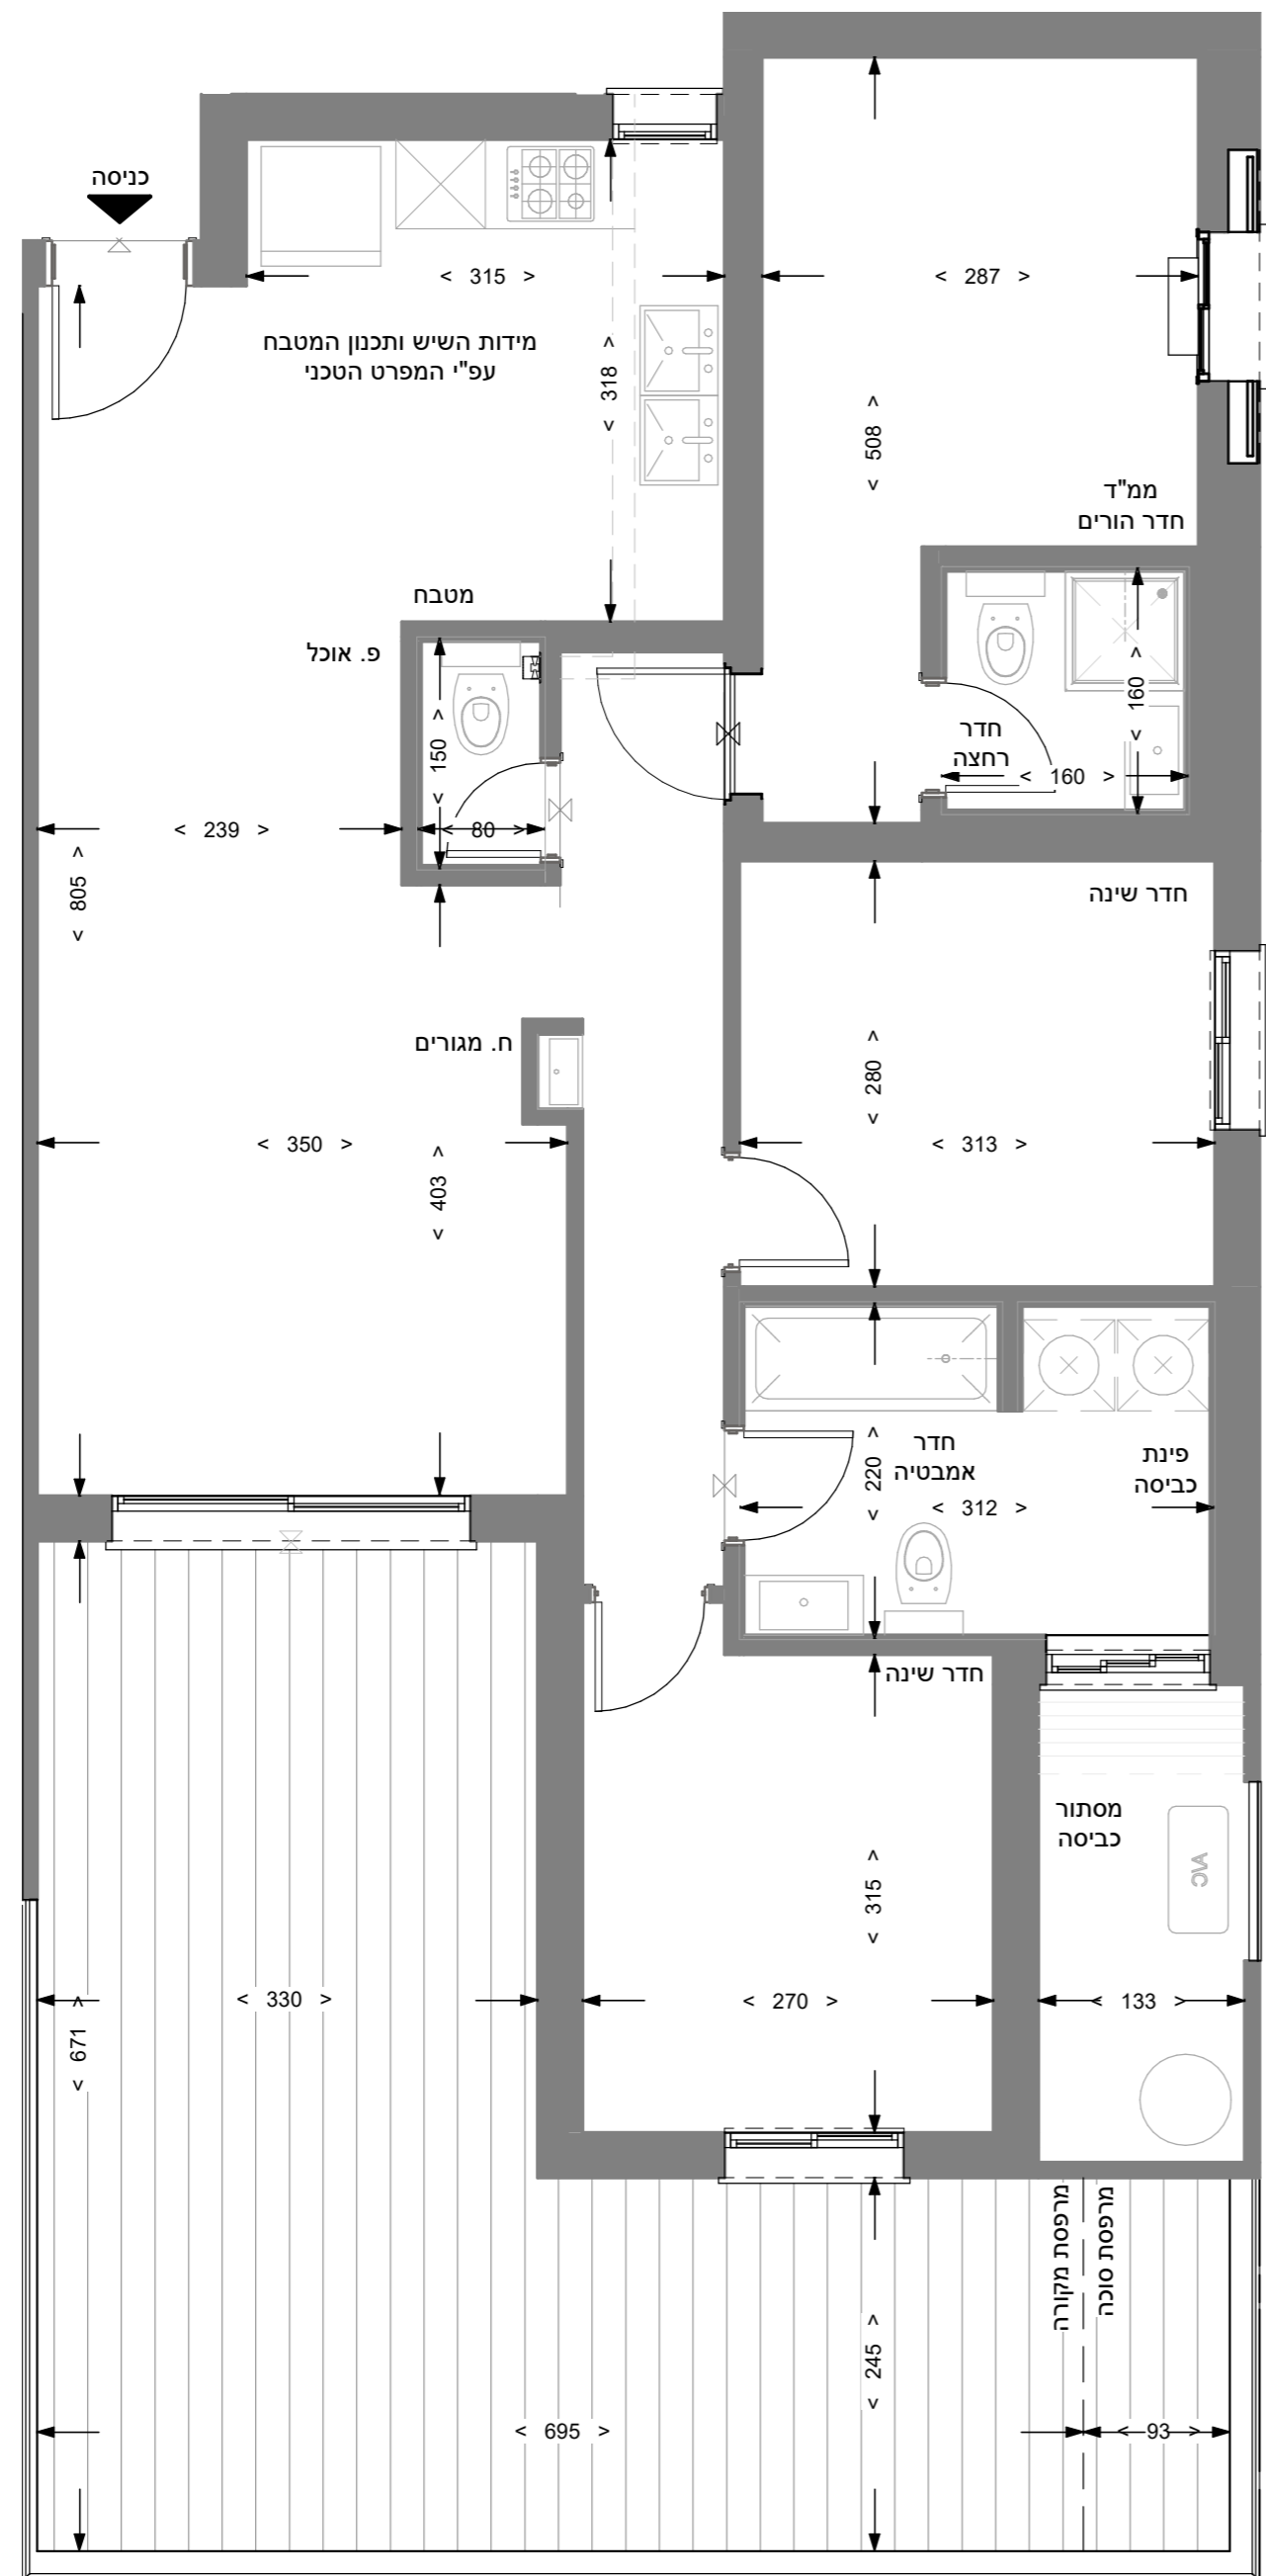 כניסה
< 315 >
< 287 >
מידות השיש ותכנון המטבח
עפ"י המפרט הטכני
< 318 >
< 508 >
ממ"ד
חדר הורים
מטבח
פ. אוכל
< 150 >
< 160 >
חדר
רחצה
< 160 >
< 239 >
< 80 >
< 805 >
חדר שינה
ח. מגורים
< 280 >
< 350 >
< 403 >
< 313 >
חדר
אמבטיה
פינת
כביסה
< 220 >
< 312 >
חדר שינה
מסתור
כביסה
A\C
< 315 >
< 330 >
< 671 >
< 270 >
< 133 >
מרפסת מקורה
מרפסת סוכה
< 245 >
< 695 >
< 93 >